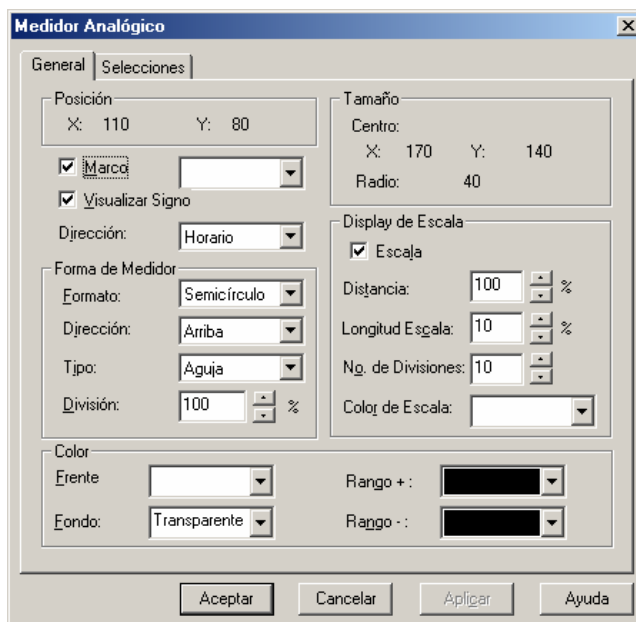 Medidor Analógico
General Selecciones
Posición
X: 110 Y: 80
Marco
Visualizar Signo
Dirección: Horario
Forma de Medidor
Formato: Semicírculo
Dirección: Arriba
Tipo: Aguja
División: 100 %
Tamaño
Centro:
X: 170 Y: 140
Radio: 40
Display de Escala
Escala
Distancia: 100 %
Longitud Escala: 10 %
No. de Divisiones: 10
Color de Escala:
Color
Frente
Fondo: Transparente
Rango + :
Rango - :
Aceptar Cancelar Aplicar Ayuda